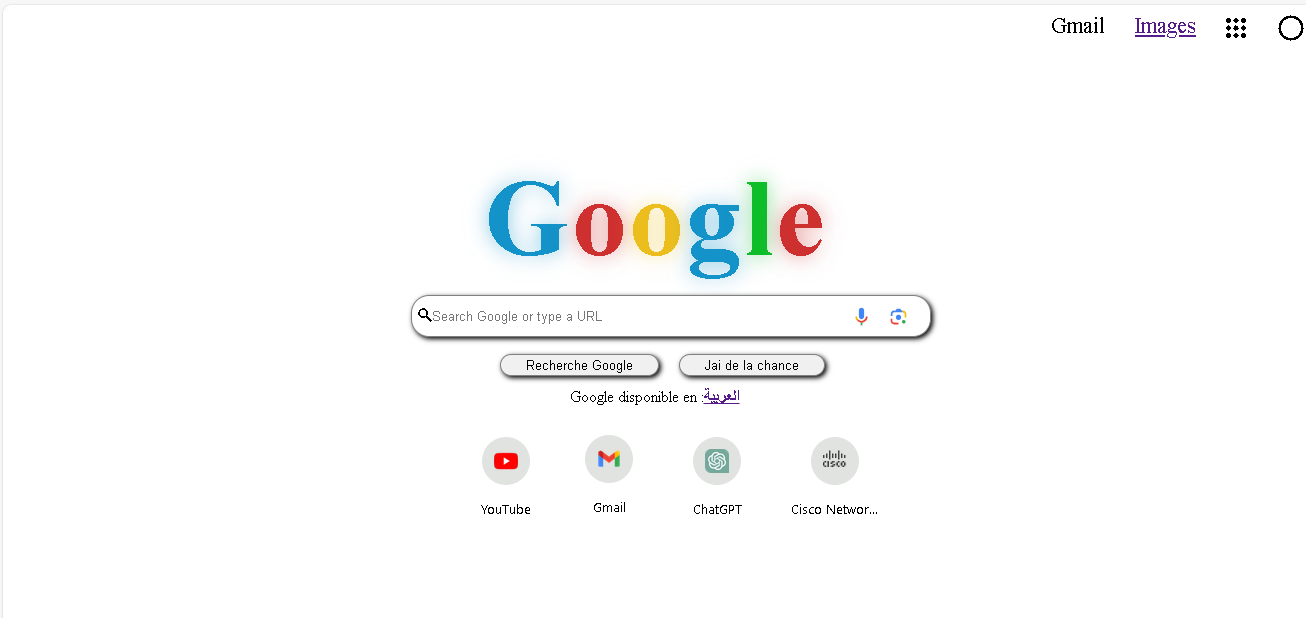 Gmail Images
Google
Search Google or type a URL
Recherche Google Jai de la chance
Google disponible en :العربية
YouTube Gmail ChatGPT cisco
Cisco Networ...